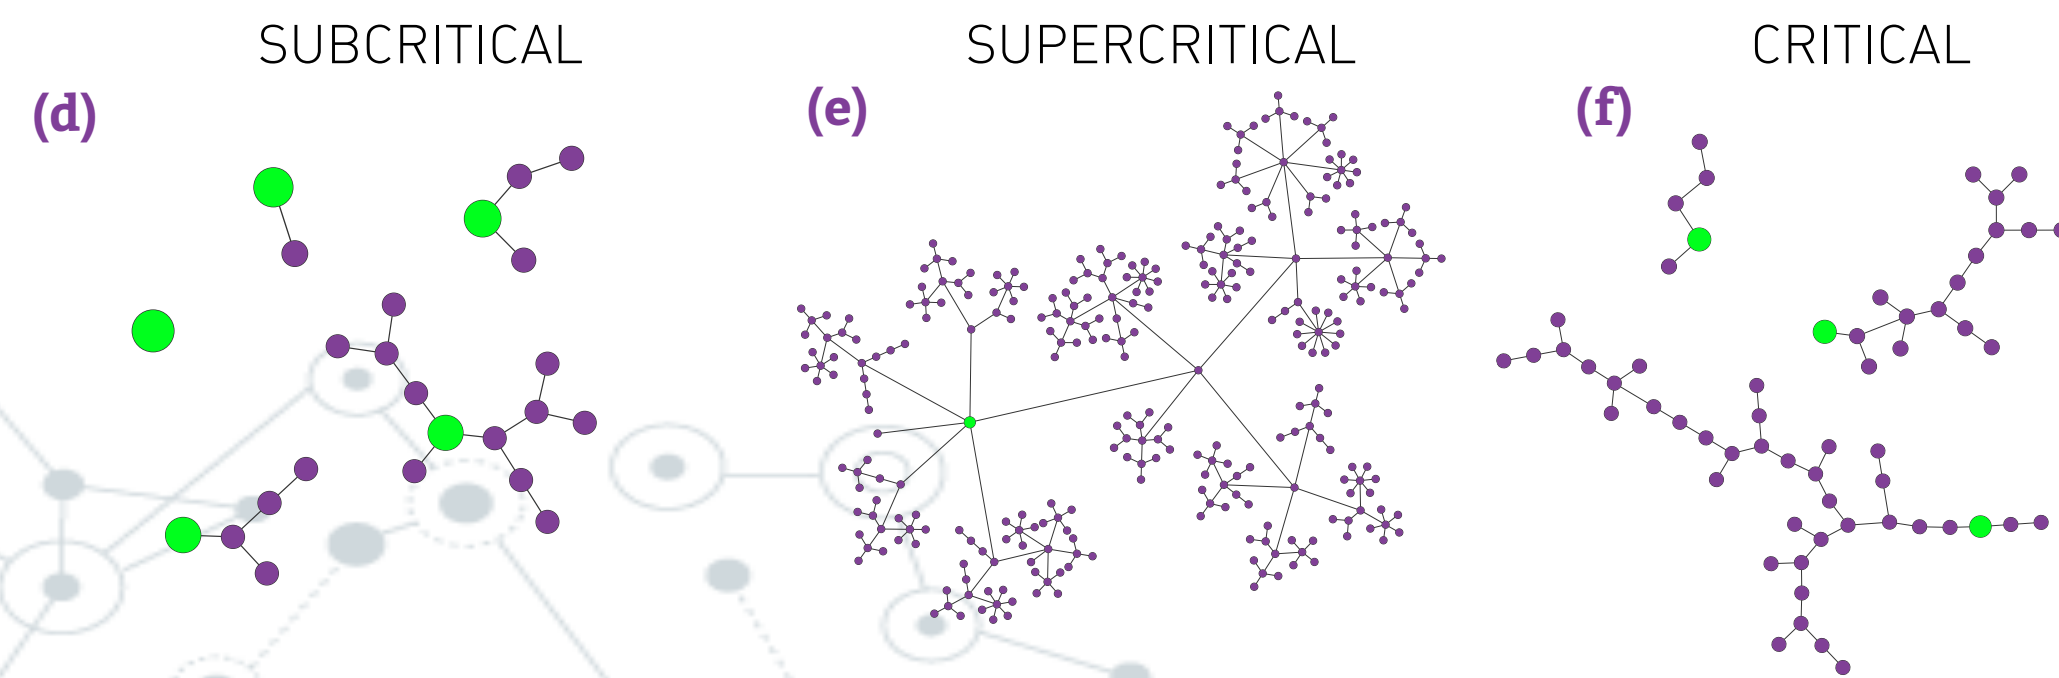 SUBCRITICAL
SUPERCRITICAL
CRITICAL
(d)
(e)
(f)